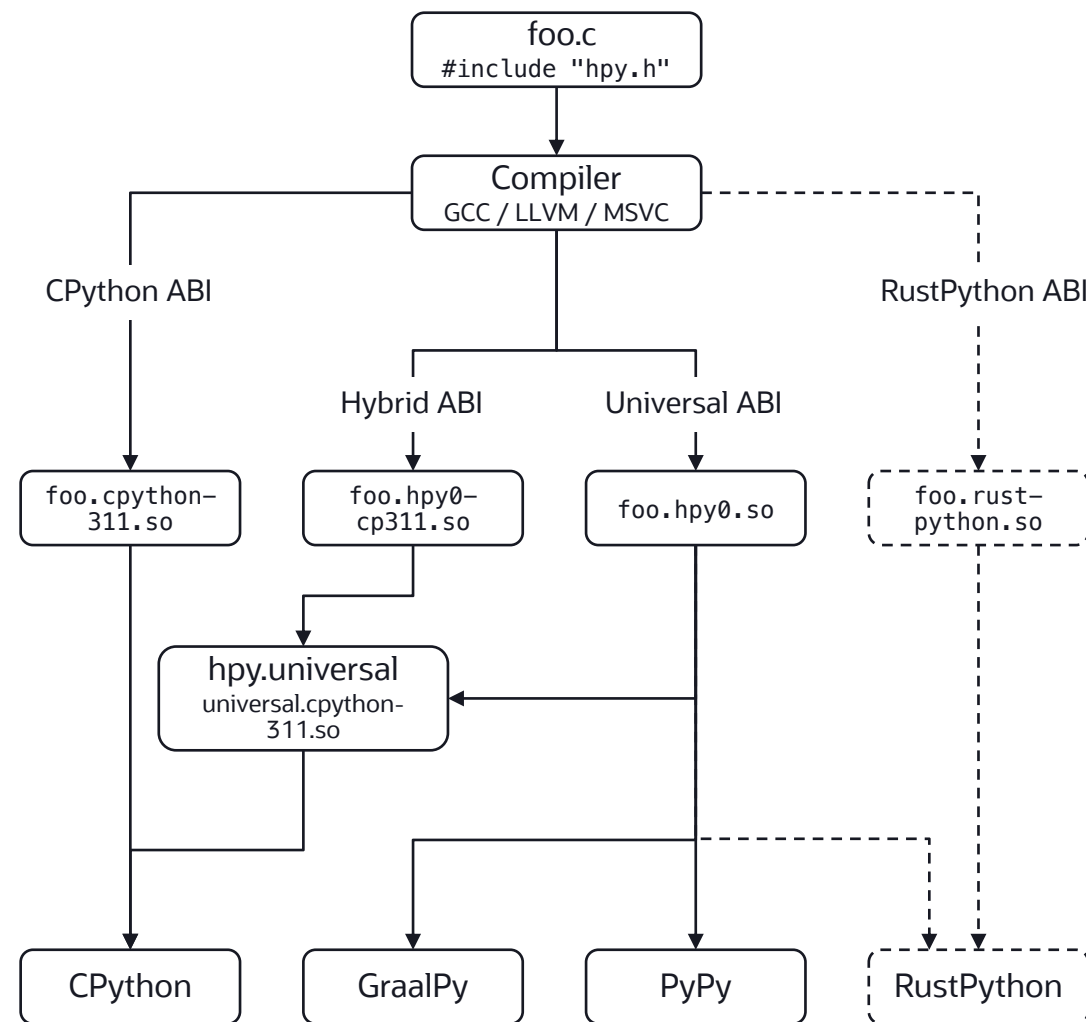 foo.c
#include "hpy.h"
Compiler
GCC / LLVM / MSVC
CPython ABI
RustPython ABI
Hybrid ABI
Universal ABI
foo.cpython-
311.so
foo.hpy0-
cp311.so
foo.hpy0.so
foo.rust-
python.so
hpy.universal
universal.cpython-
311.so
CPython
GraalPy
PyPy
RustPython